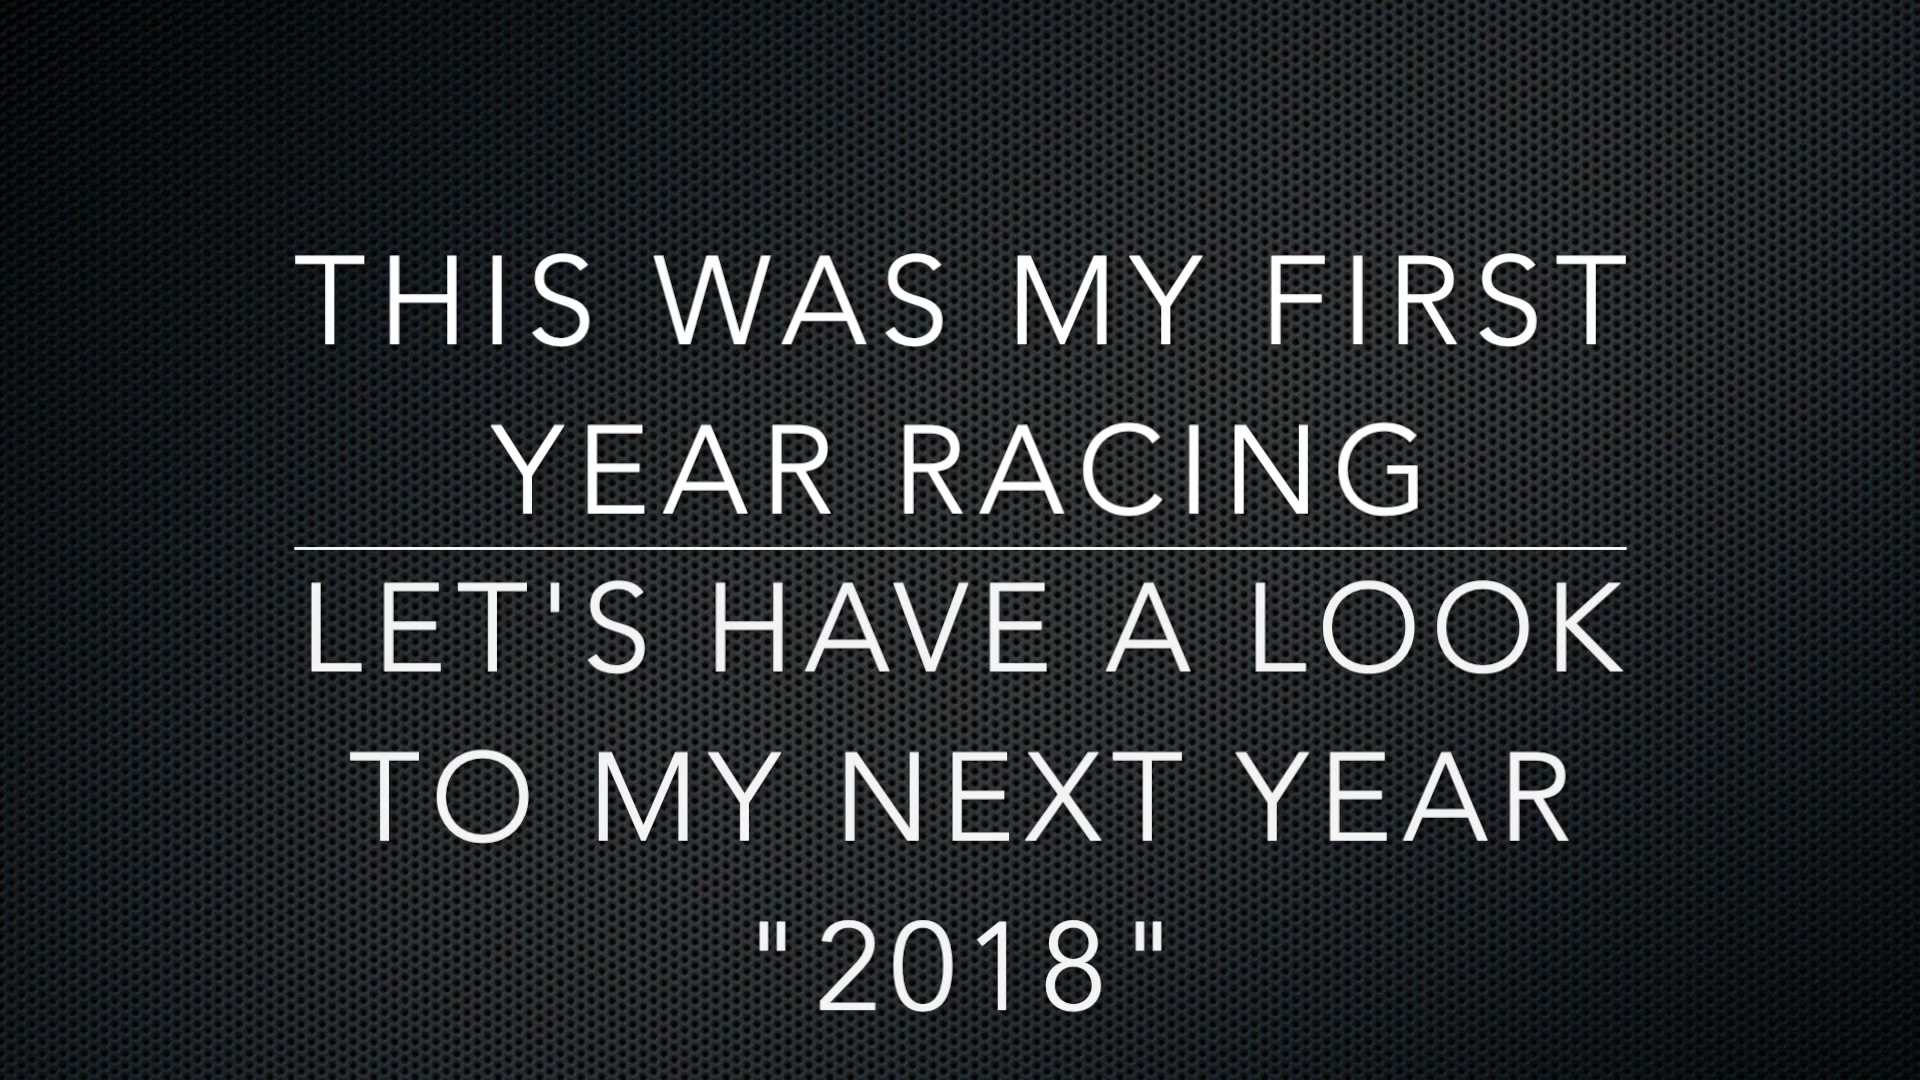 THIS WAS MY FIRST
YEAR RACING
LET'S HAVE A LOOK
TO MY NEXT YEAR
"2018"